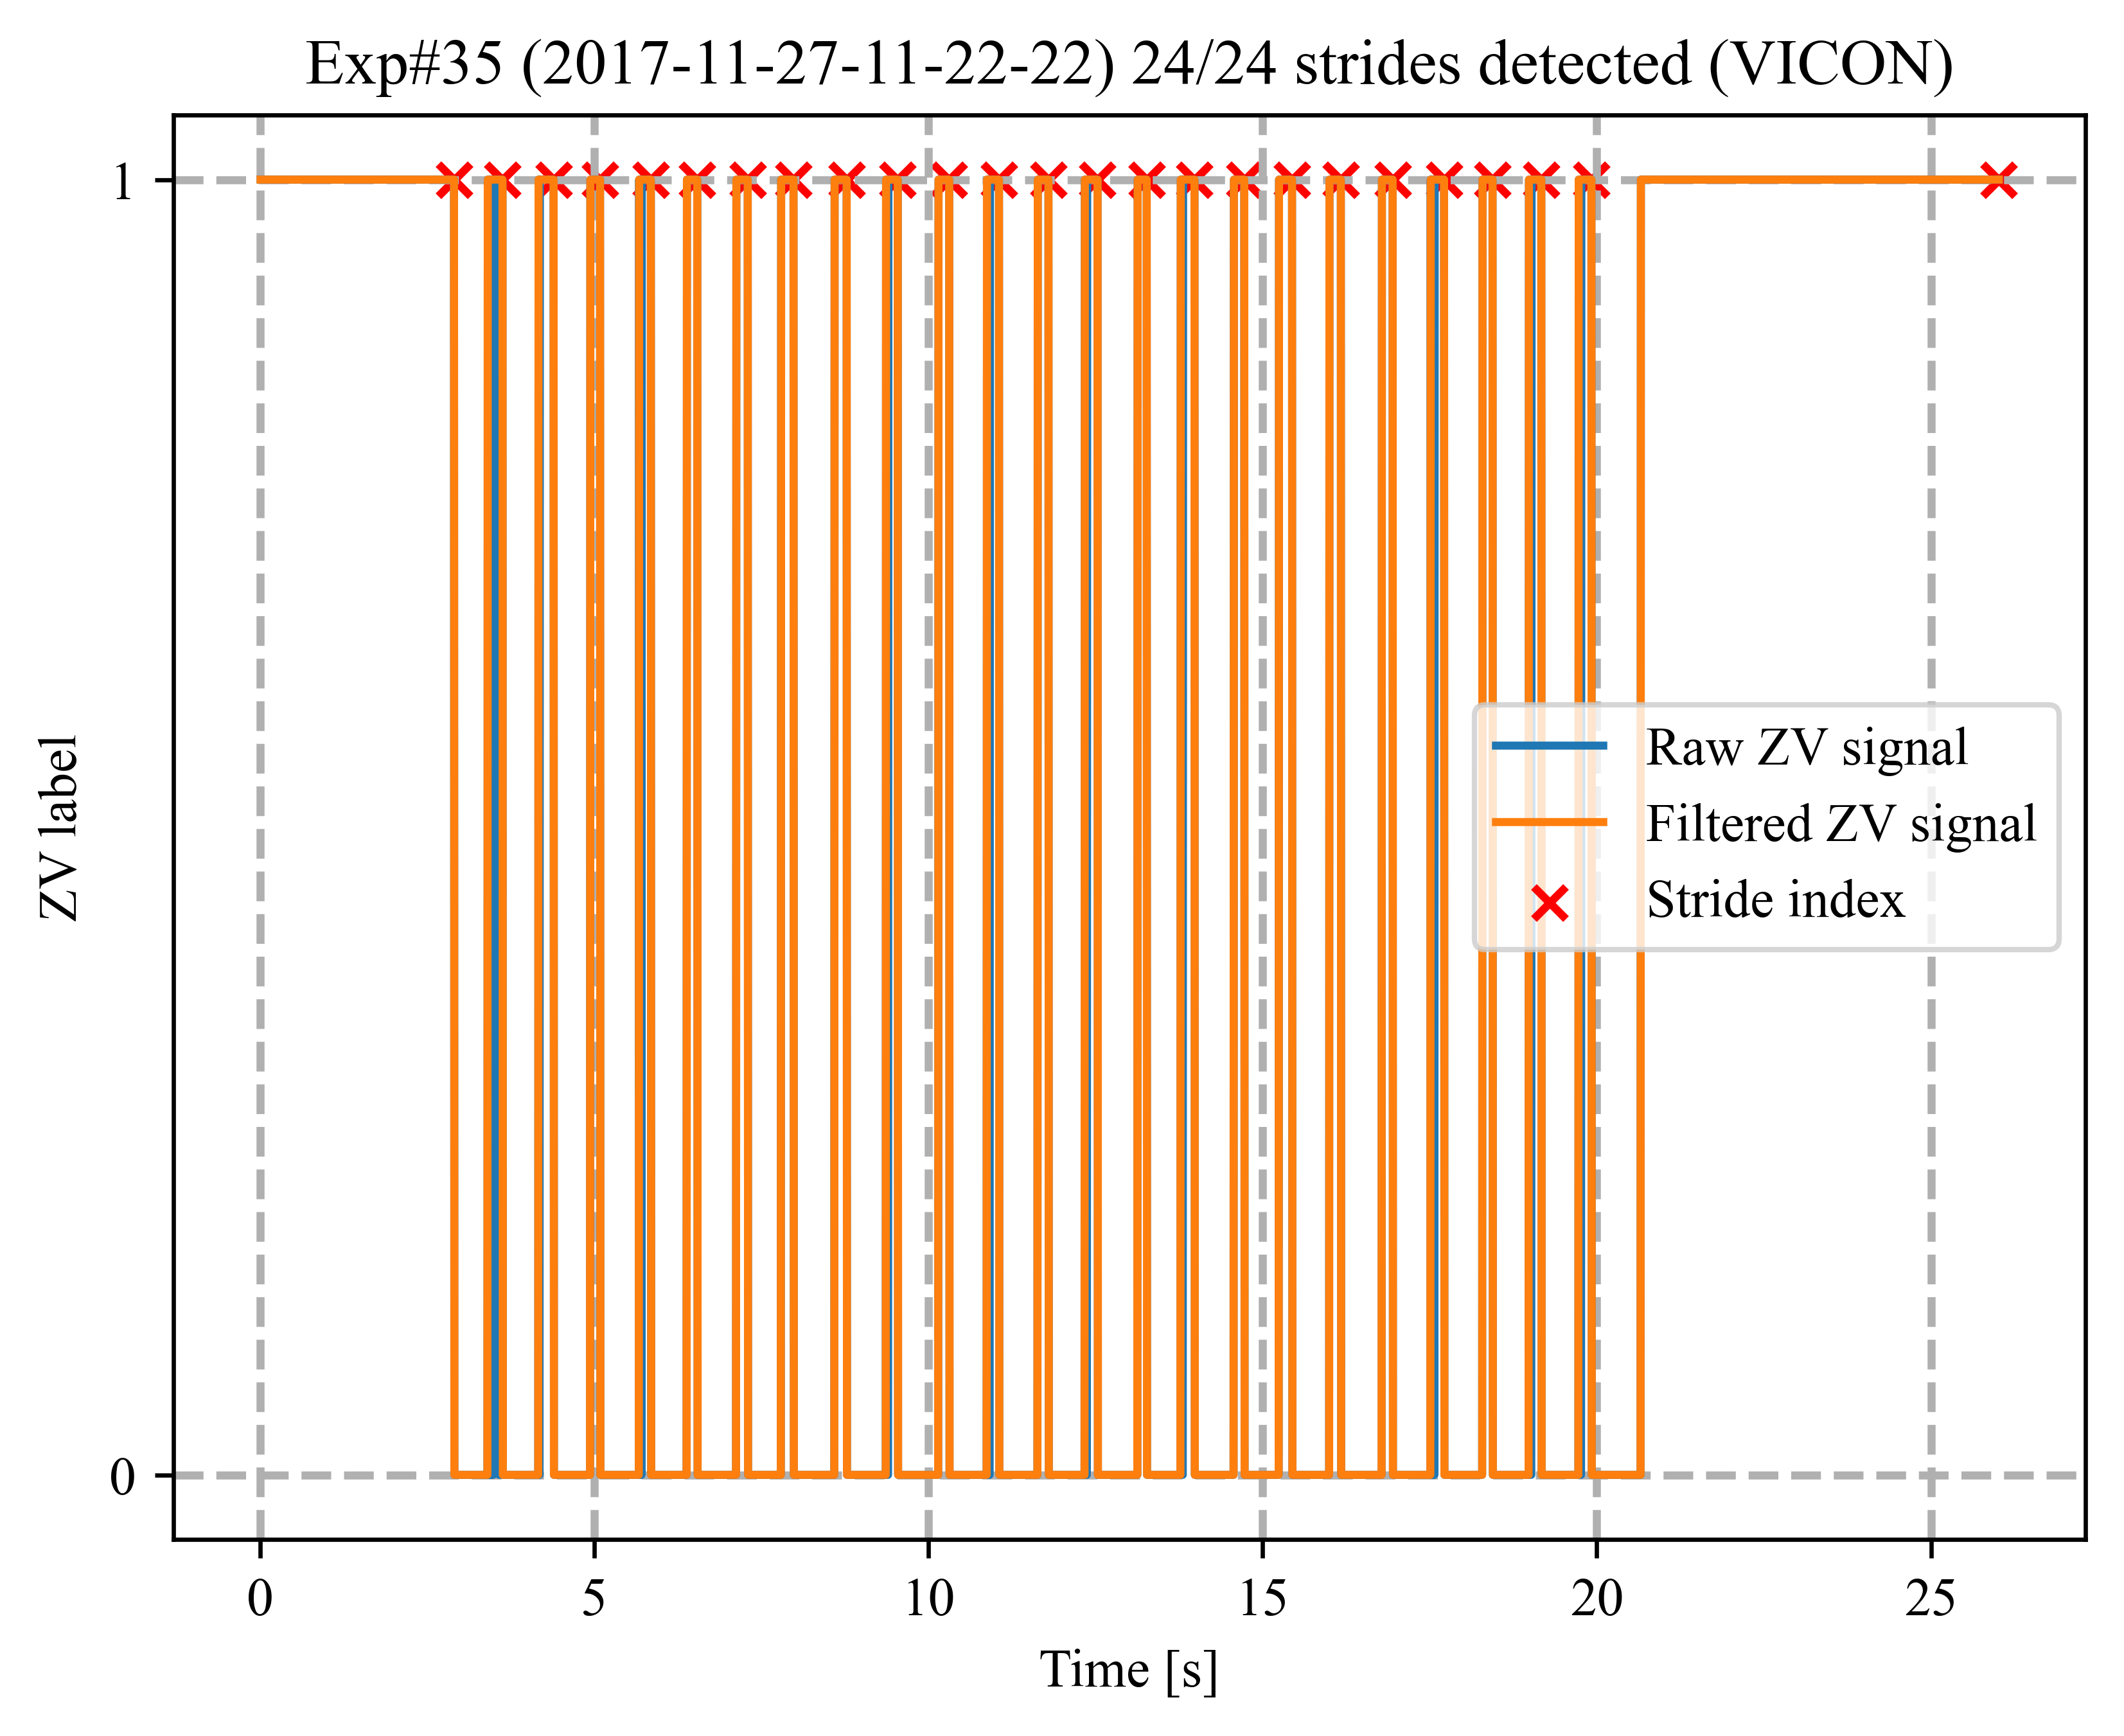 Exp#35 (2017-11-27-11-22-22) 24/24 strides detected (VICON)
1
ZV label
Raw ZV signal
Filtered ZV signal
Stride index
0
0 5 10 15 20 25
Time [s]